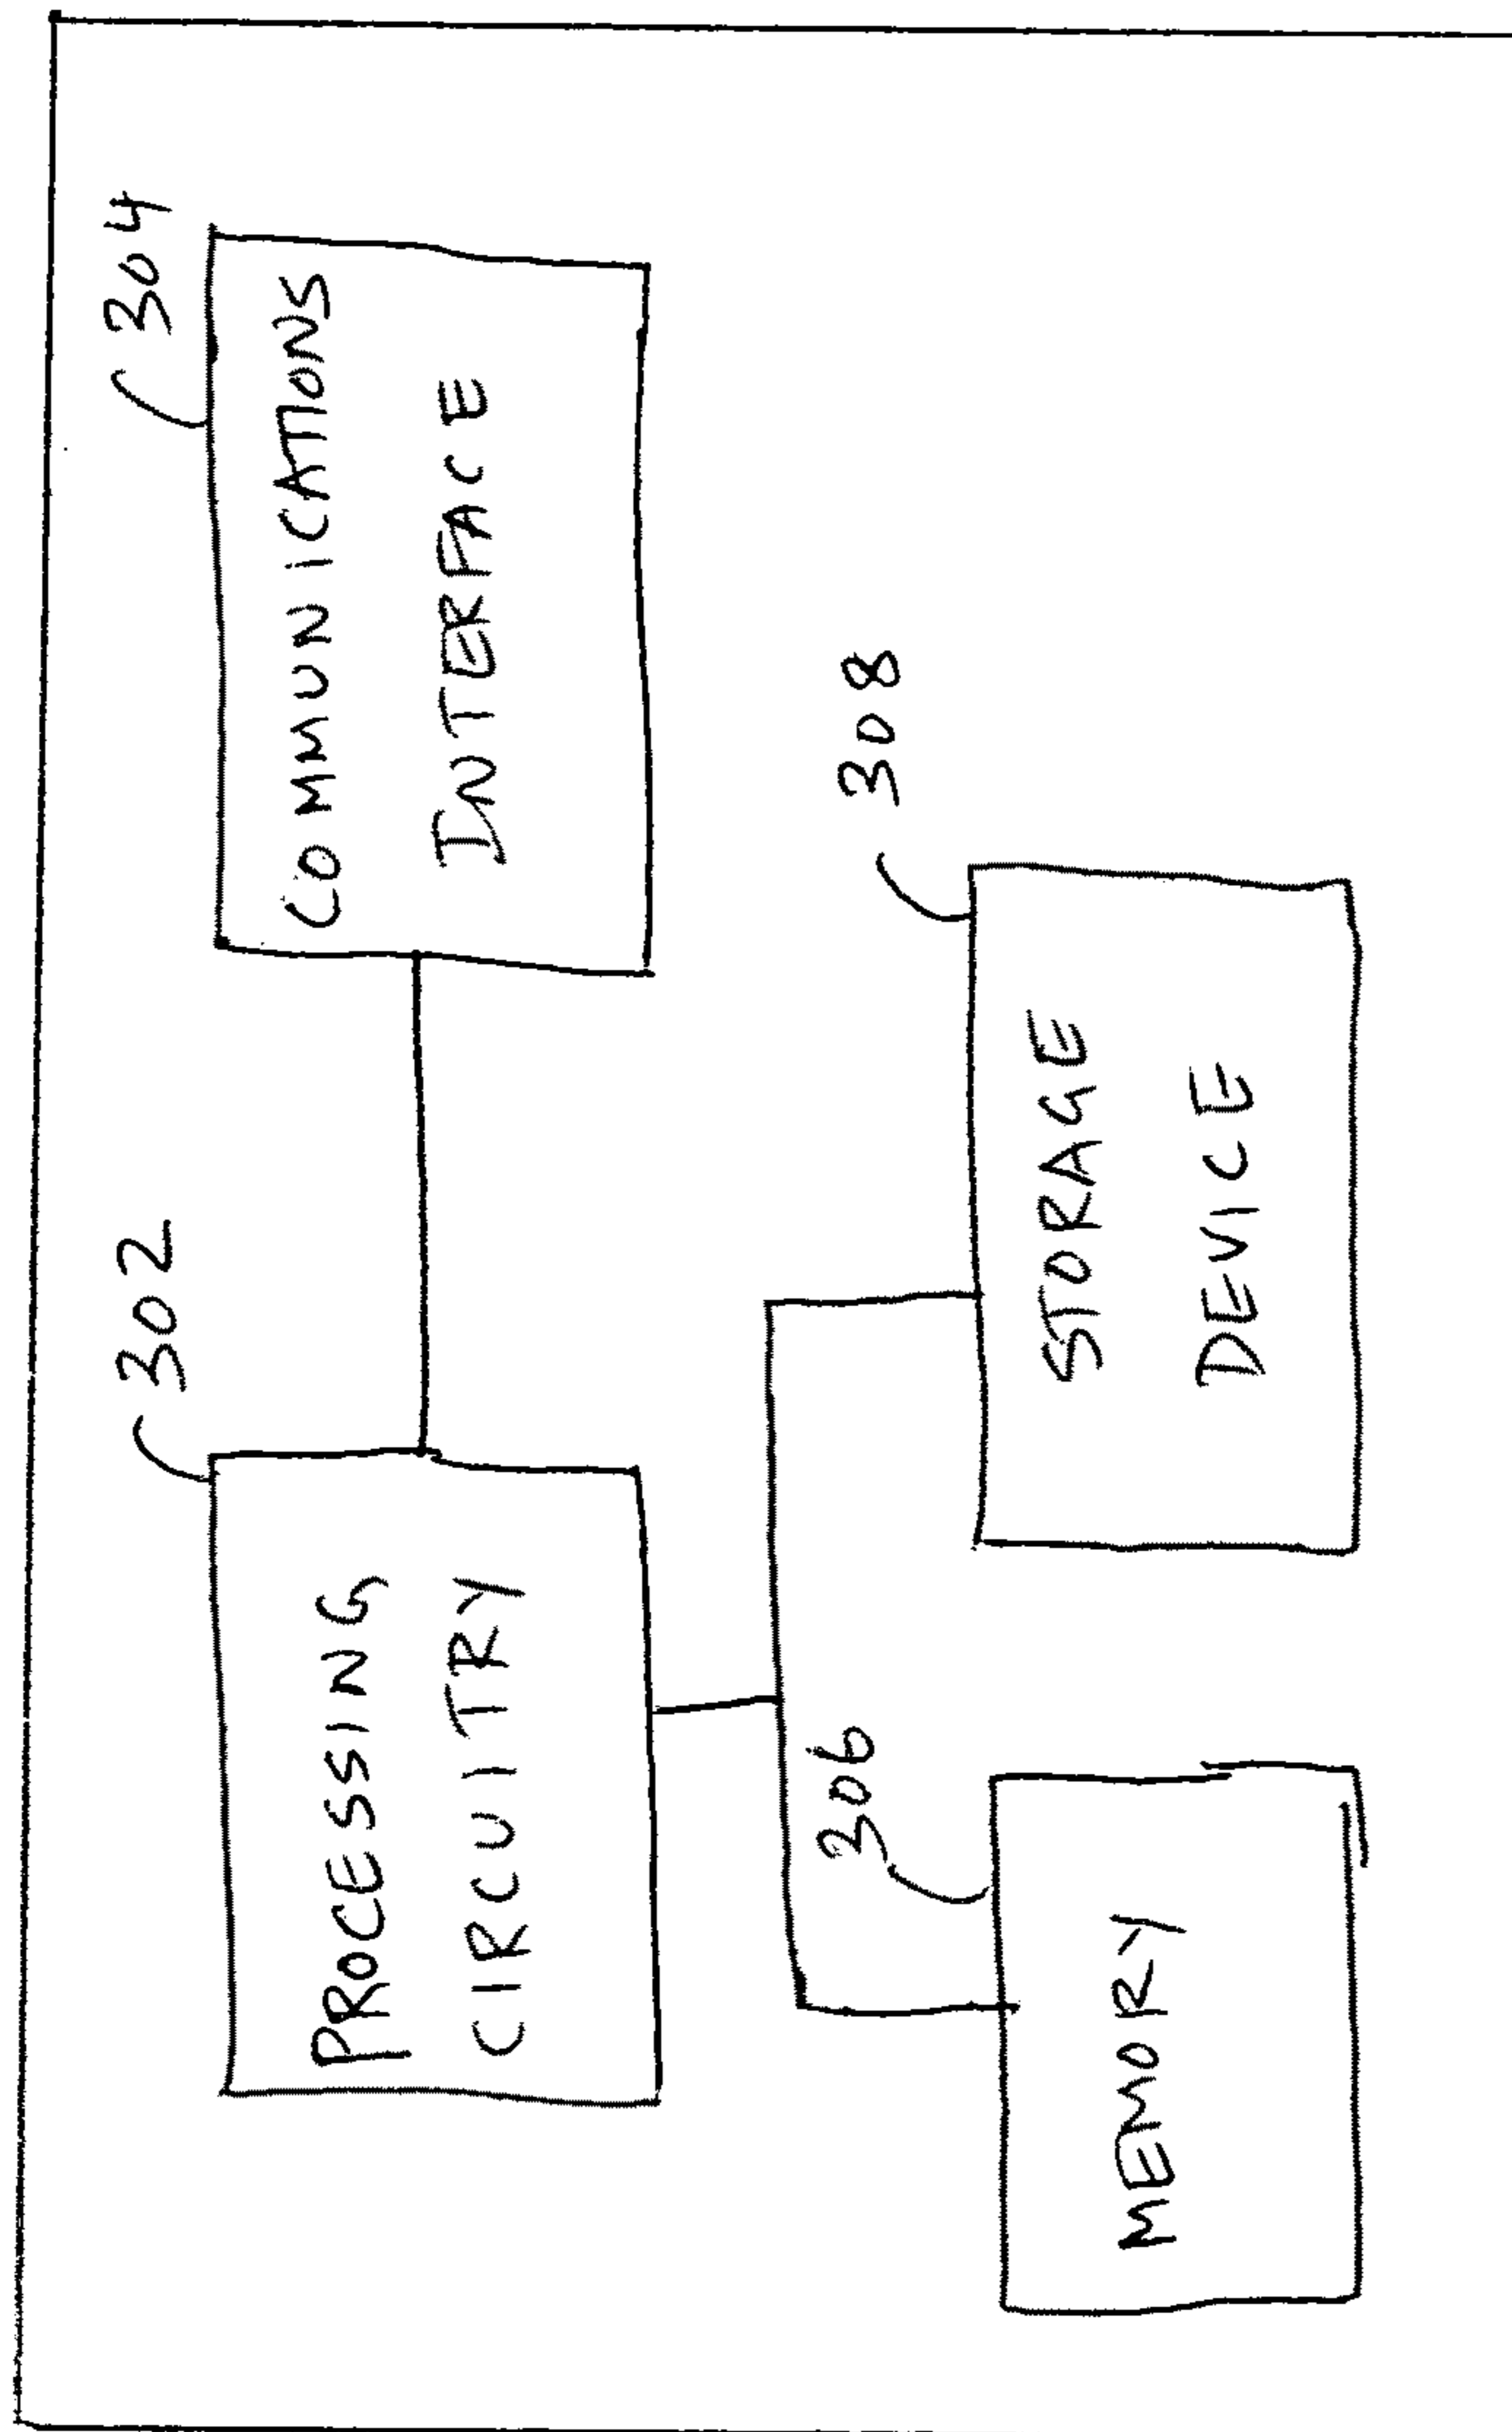 302
PROCESSING
CIRCUITRY
304
COMMUNICATIONS
INTERFACE
306
MEMORY
308
STORAGE
DEVICE